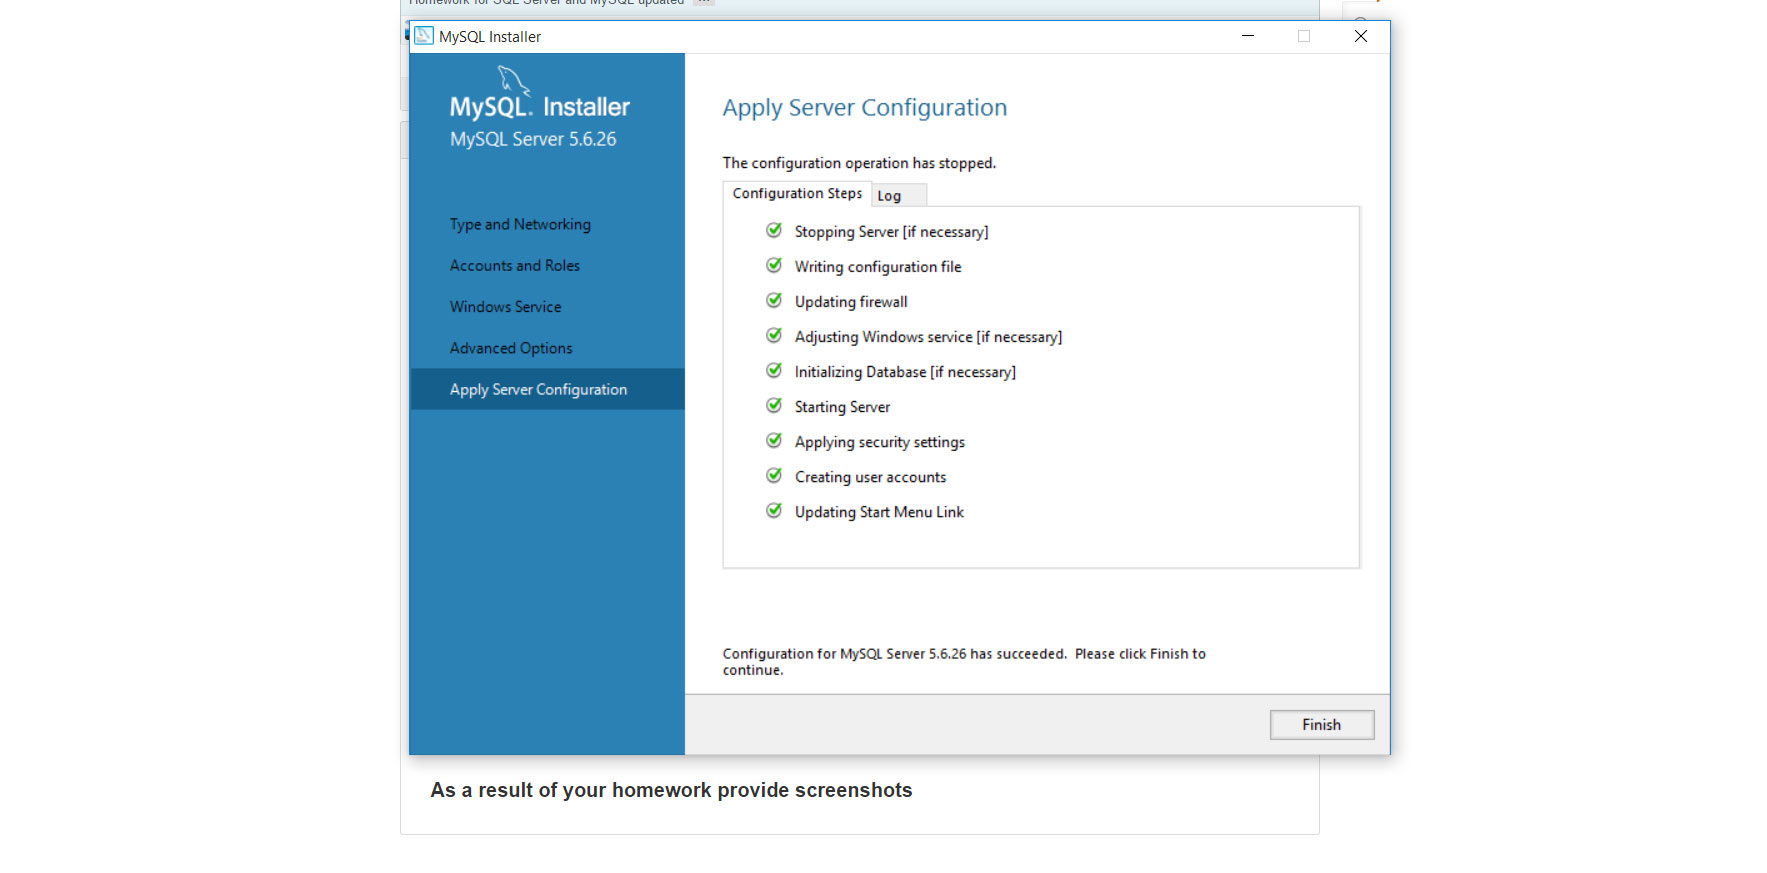 Homework for SQL Server and MySQL updated ...
MySQL Installer
MySQL. Installer
MySQL Server 5.6.26
Type and Networking
Accounts and Roles
Windows Service
Advanced Options
Apply Server Configuration
Apply Server Configuration
The configuration operation has stopped.
Configuration Steps
Log
Stopping Server [if necessary]
Writing configuration file
Updating firewall
Adjusting Windows service [if necessary]
Initializing Database [if necessary]
Starting Server
Applying security settings
Creating user accounts
Updating Start Menu Link
Configuration for MySQL Server 5.6.26 has succeeded. Please click Finish to
continue.
Finish
As a result of your homework provide screenshots